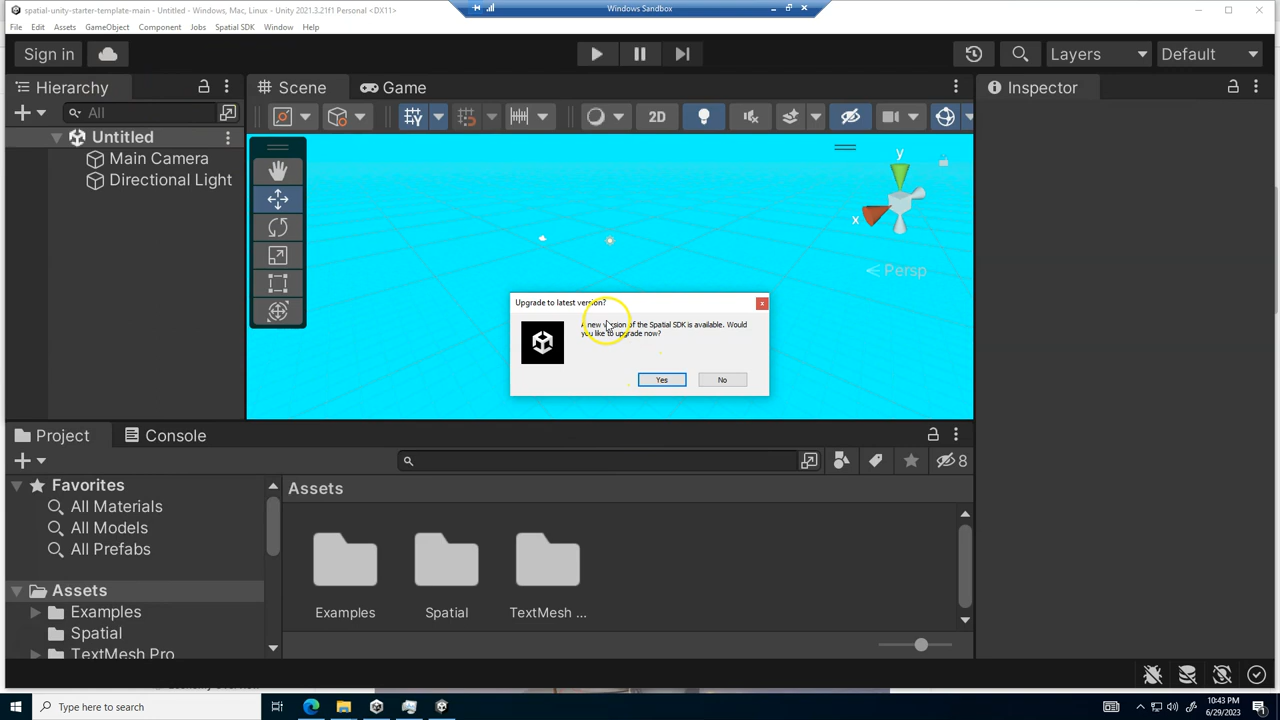 spatial-unity-starter-template-main - Untitled - Windows, Mac, Linux - Unity 2021.3.21f1 Personal <DX11>
Windows Sandbox
File Edit Assets GameObject Component Jobs Spatial SDK Window Help
Sign in
Layers
Default
Hierarchy
Scene
Game
Inspector
All
2D
Untitled
Main Camera
Directional Light
y
x
Persp
Upgrade to latest version?
x
A new version of the Spatial SDK is available. Would
you like to upgrade now?
Yes
No
Project
Console
8
Favorites
All Materials
All Models
All Prefabs
Assets
Examples
Spatial
TextMesh Pro
Assets
Examples
Spatial
TextMesh ...
Type here to search
10:43 PM
6/29/2023
1